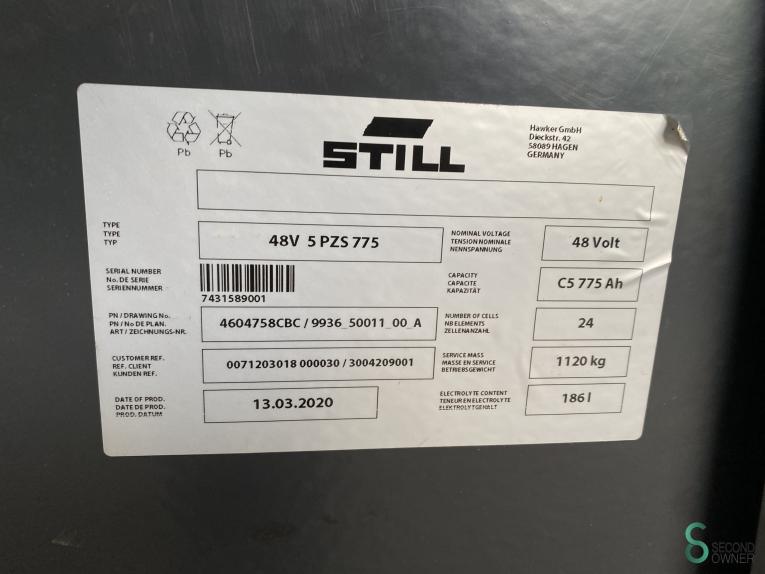 Pb
Pb
STILL
Hawker GmbH
Dieckstr. 42
58089 HAGEN
GERMANY
TYPE
TYPE
TYP
48V 5 PZS 775
NOMINAL VOLTAGE
TENSION NOMINALE
NENNSPANNUNG
48 Volt
SERIAL NUMBER
No. DE SERIE
SERIENNUMMER
7431589001
CAPACITY
CAPACITE
KAPAZITÄT
C5 775 Ah
PN / DRAWING No.
PN / No DE PLAN.
ART / ZEICHNUNGS-NR.
4604758CBC / 9936_50011_00_A
NUMBER OF CELLS
NB ELEMENTS
ZELLENANZAHL
24
CUSTOMER REF.
REF. CLIENT
KUNDEN REF.
0071203018 000030 / 3004209001
SERVICE MASS
MASSE EN SERVICE
BETRIEBSGEWICHT
1120 kg
DATE OF PROD.
DATE DE PROD.
PROD. DATUM
13.03.2020
ELECTROLYTE CONTENT
TENEUR EN ELECTROLYTE
ELEKTROLYTGEHALT
186 l
SECOND
OWNER